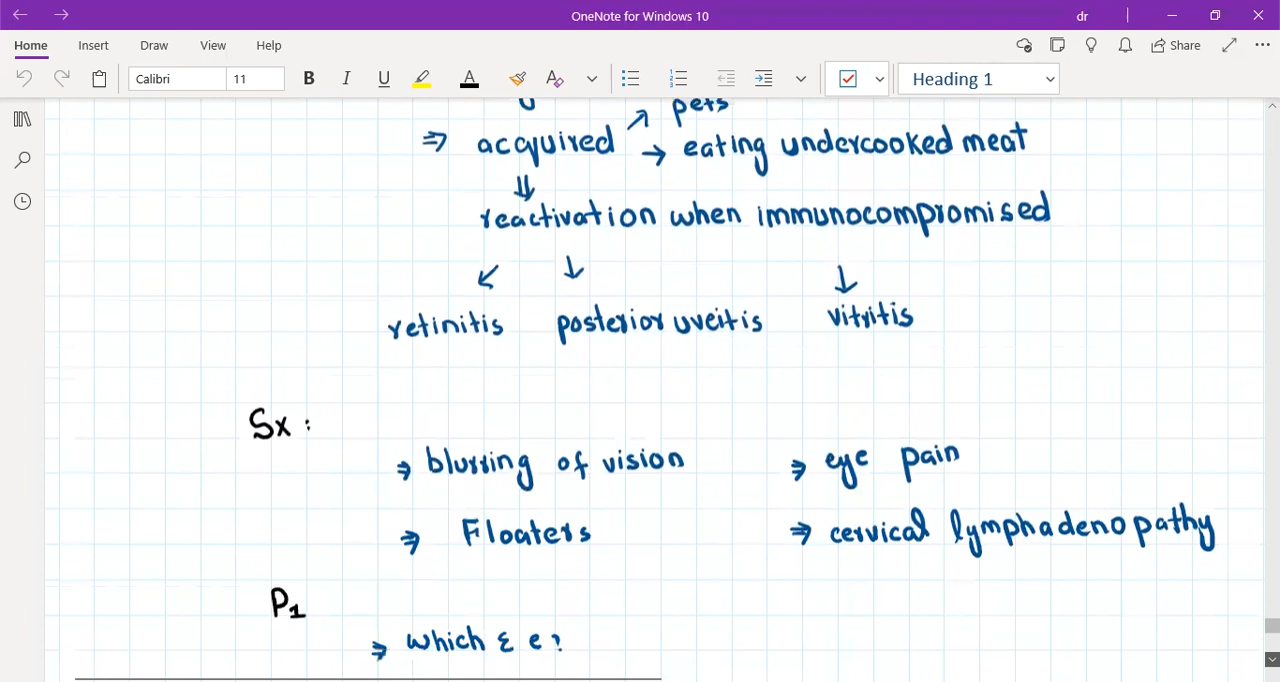 OneNote for Windows 10
dr
Home Insert Draw View Help
Share
Calibri 11 B I U A Heading 1
pets
⇒ acquired ↗ → eating undercooked meat
reactivation when immunocompromised
↙ ↓ ↓
retinitis posterior uveitis vitritis
Sx :
⇒ blurring of vision ⇒ eye pain
⇒ Floaters ⇒ cervical lymphadenopathy
P1
⇒ which